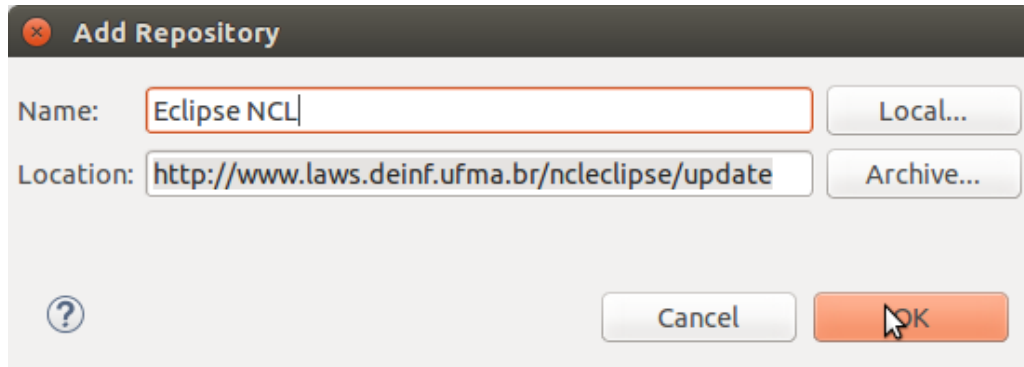 Add Repository
Name: Eclipse NCL Local...
Location: http://www.laws.deinf.ufma.br/ncleclipse/update Archive...
? Cancel OK